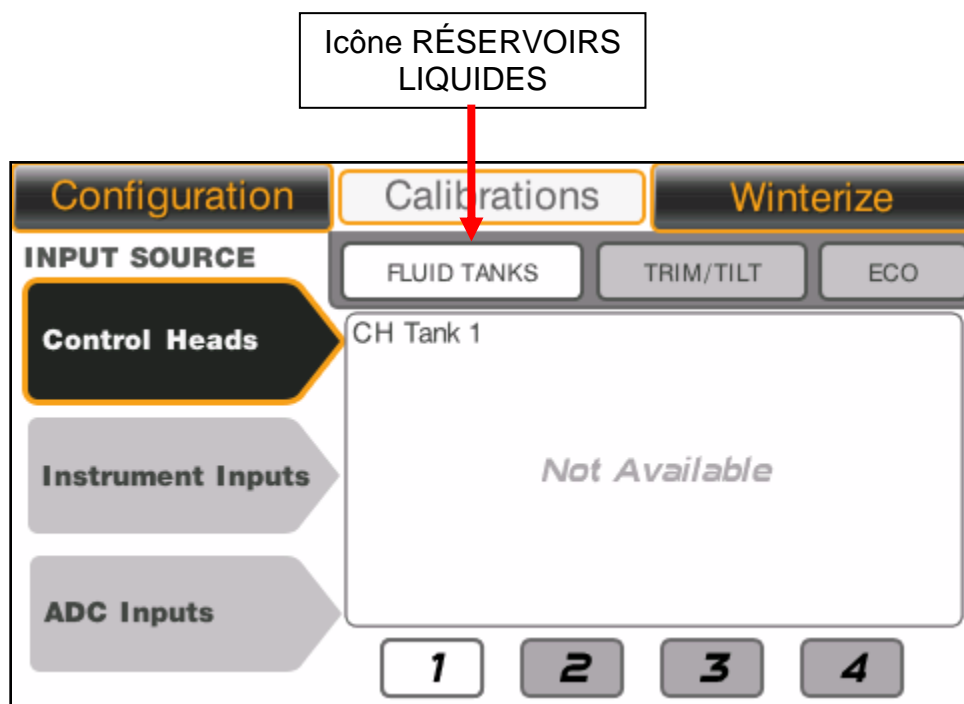 Icône RÉSERVOIRS
LIQUIDES
Configuration
Calibrations
Winterize
INPUT SOURCE
FLUID TANKS
TRIM/TILT
ECO
Control Heads
CH Tank 1
Instrument Inputs
Not Available
ADC Inputs
1
2
3
4